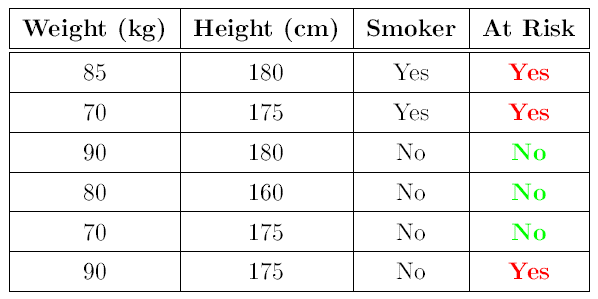 Weight (kg) Height (cm) Smoker At Risk
85 180 Yes Yes
70 175 Yes Yes
90 180 No No
80 160 No No
70 175 No No
90 175 No Yes